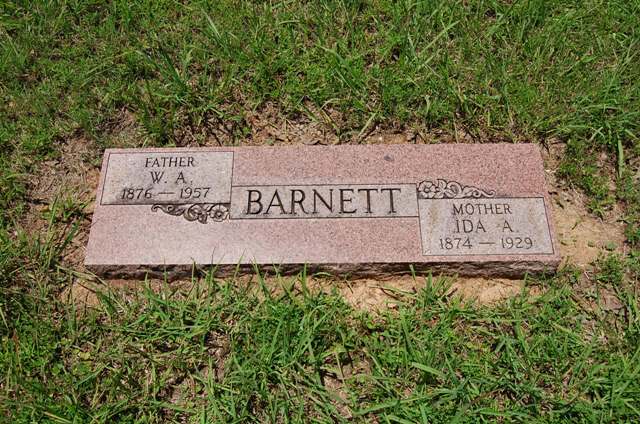 FATHER
W. A.
1876 — 1957
BARNETT
MOTHER
IDA A.
1874 — 1929